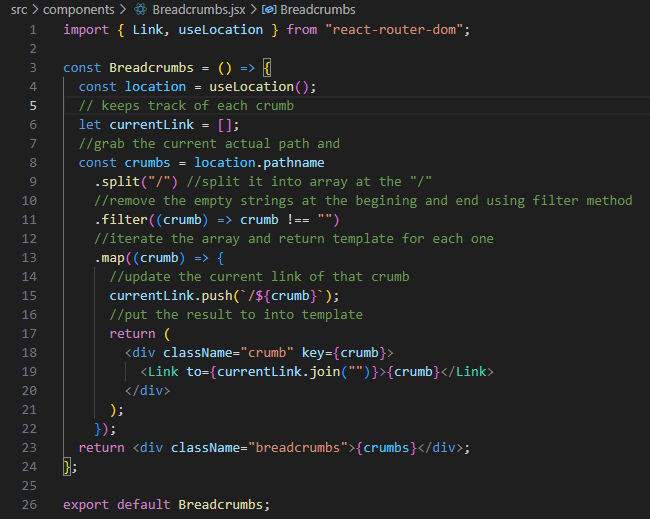 src > components > Breadcrumbs.jsx > Breadcrumbs
1 import { Link, useLocation } from "react-router-dom";
2
3 const Breadcrumbs = () => {
4 const location = useLocation();
5 // keeps track of each crumb
6 let currentLink = [];
7 //grab the current actual path and
8 const crumbs = location.pathname
9 .split("/") //split it into array at the "/"
10 //remove the empty strings at the begining and end using filter method
11 .filter((crumb) => crumb !== "")
12 //iterate the array and return template for each one
13 .map((crumb) => {
14 //update the current link of that crumb
15 currentLink.push(`/${crumb}`);
16 //put the result to into template
17 return (
18 <div className="crumb" key={crumb}>
19 <Link to={currentLink.join("")}>{crumb}</Link>
20 </div>
21 );
22 });
23 return <div className="breadcrumbs">{crumbs}</div>;
24 };
25
26 export default Breadcrumbs;